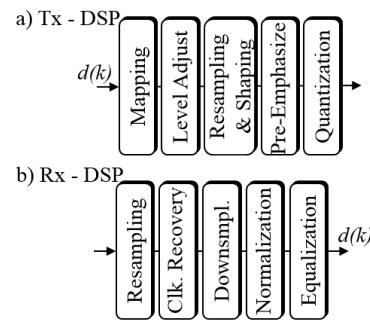 a) Tx - DSP
d(k)
Mapping
Level Adjust
Resampling
& Shaping
Pre-Emphasize
Quantization
b) Rx - DSP
Resampling
Clk. Recovery
Downsmpl.
Normalization
Equalization
d(k)